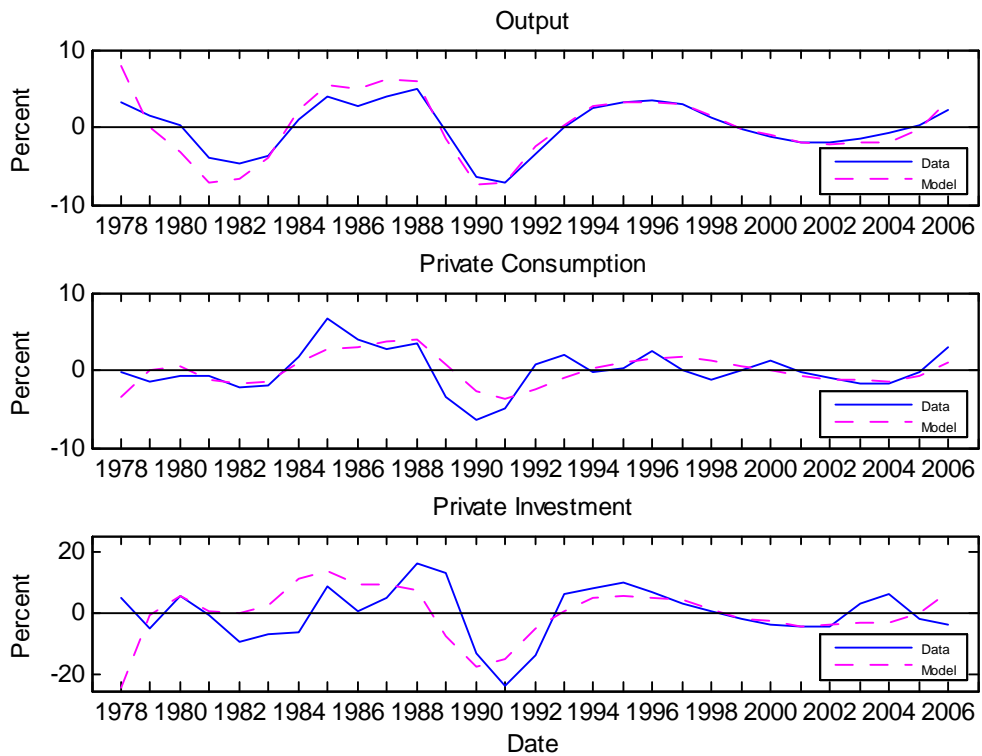 Output
Percent
10
0
-10
1978 1980 1982 1984 1986 1988 1990 1992 1994 1996 1998 2000 2002 2004 2006
Data
Model
Private Consumption
Percent
10
0
-10
1978 1980 1982 1984 1986 1988 1990 1992 1994 1996 1998 2000 2002 2004 2006
Data
Model
Private Investment
Percent
20
0
-20
1978 1980 1982 1984 1986 1988 1990 1992 1994 1996 1998 2000 2002 2004 2006
Data
Model
Date